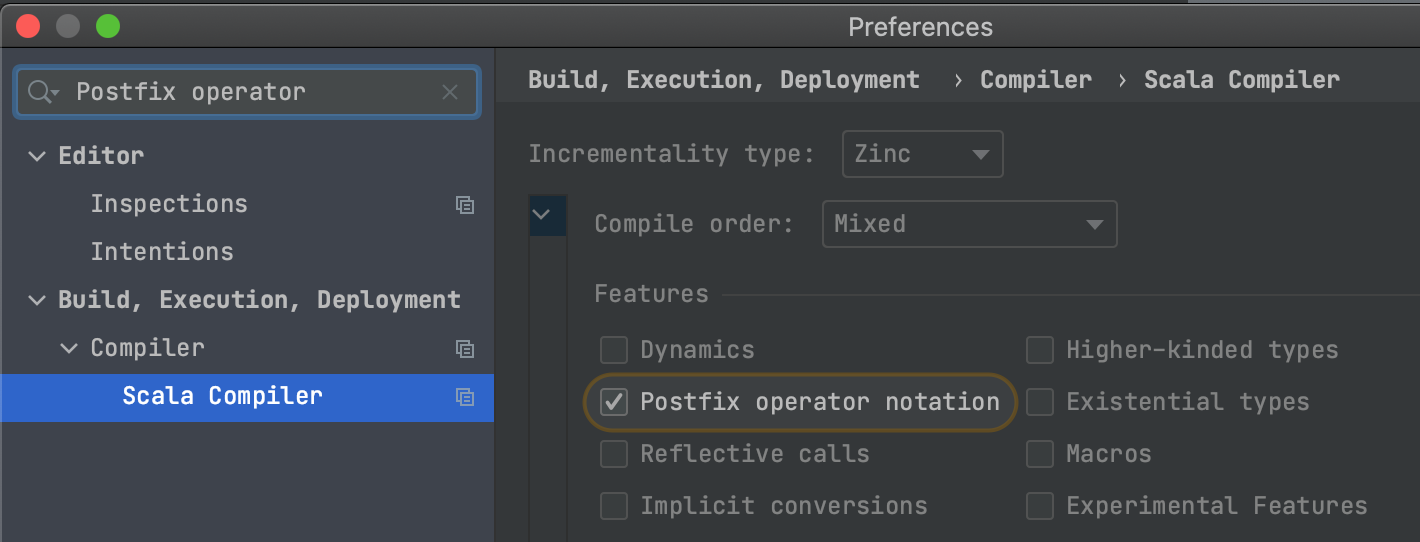 Preferences
Postfix operator
Editor
Inspections
Intentions
Build, Execution, Deployment
Compiler
Scala Compiler
Build, Execution, Deployment › Compiler › Scala Compiler
Incrementality type: Zinc
Compile order: Mixed
Features
Dynamics Higher-kinded types
Postfix operator notation Existential types
Reflective calls Macros
Implicit conversions Experimental Features